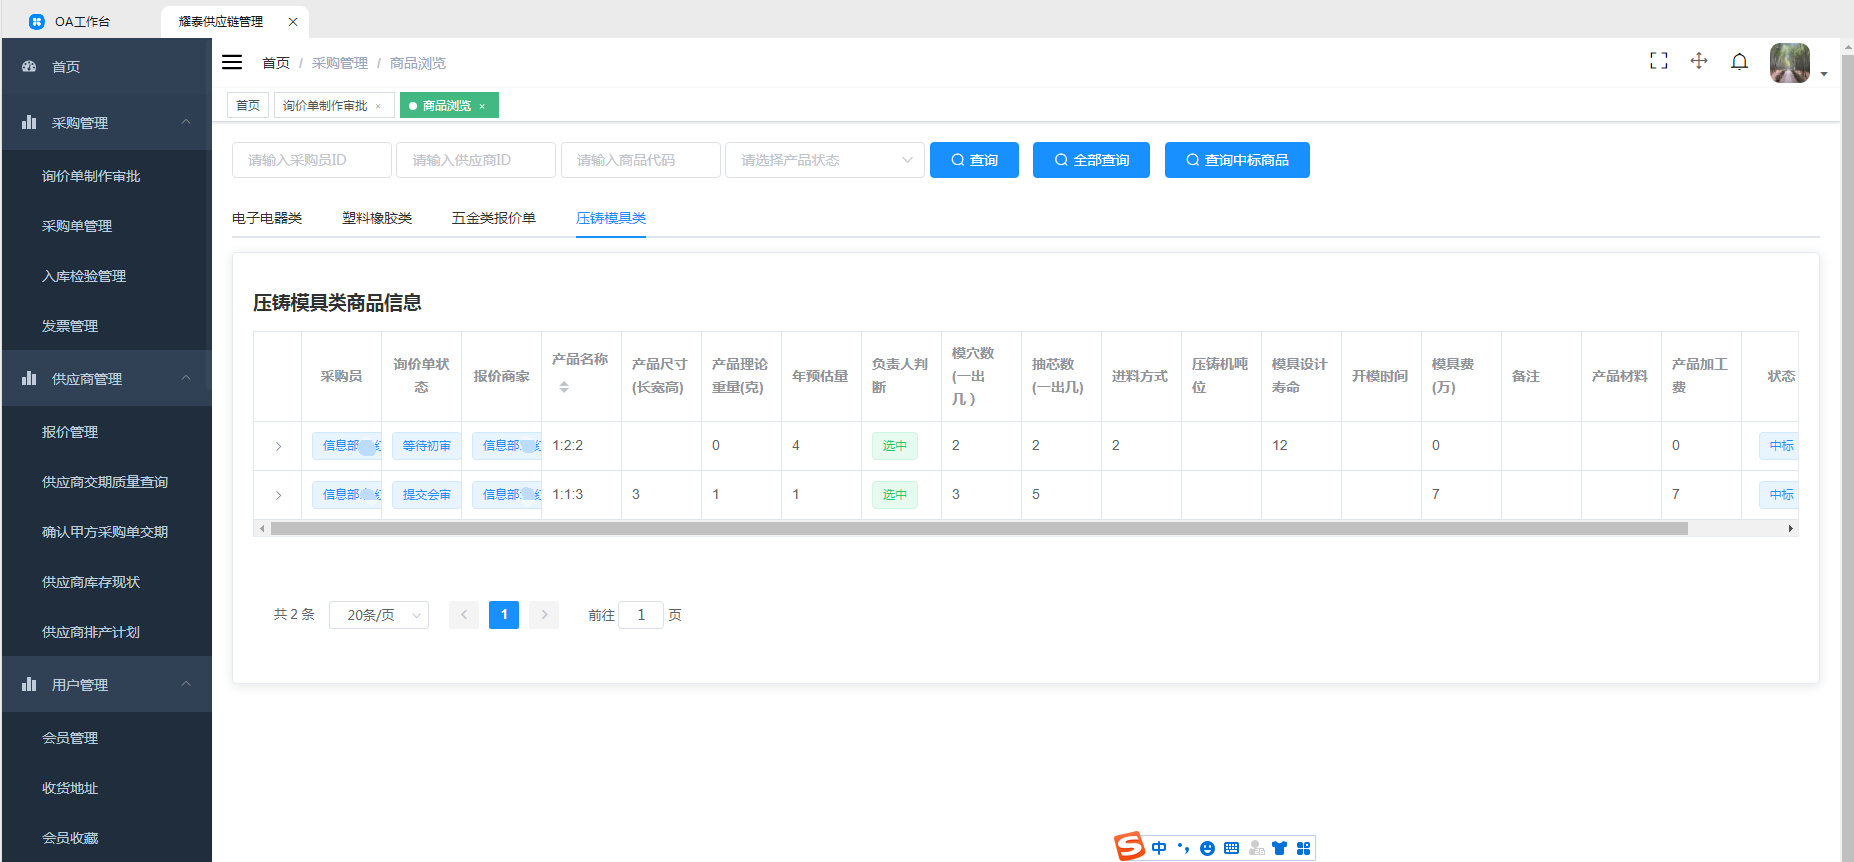 OA工作台
耀泰供应链管理
首页
采购管理
询价单制作审批
采购单管理
入库检验管理
发票管理
供应商管理
报价管理
供应商交期质量查询
确认甲方采购单交期
供应商库存现状
供应商排产计划
用户管理
会员管理
收货地址
会员收藏
首页 / 采购管理 / 商品浏览
首页
询价单制作审批 ×
商品浏览 ×
请输入采购员ID
请输入供应商ID
请输入商品代码
请选择产品状态
查询
全部查询
查询中标商品
电子电器类
塑料橡胶类
五金类报价单
压铸模具类
压铸模具类商品信息
采购员
询价单状
态
报价商家
产品名称
产品尺寸
(长宽高)
产品理论
重量(克)
年预估量
负责人判
断
模穴数
(一出
几 )
抽芯数
(一出几)
进料方式
压铸机吨
位
模具设计
寿命
开模时间
模具费
(万)
备注
产品材料
产品加工
费
状态
信息部 等待初审 信息部 1:2:2 0 4 选中 2 2 2 12 0 0 中标
信息部 提交会审 信息部 1:1:3 3 1 1 选中 3 5 7 7 中标
共 2 条
20条/页
1
前往 1 页
中